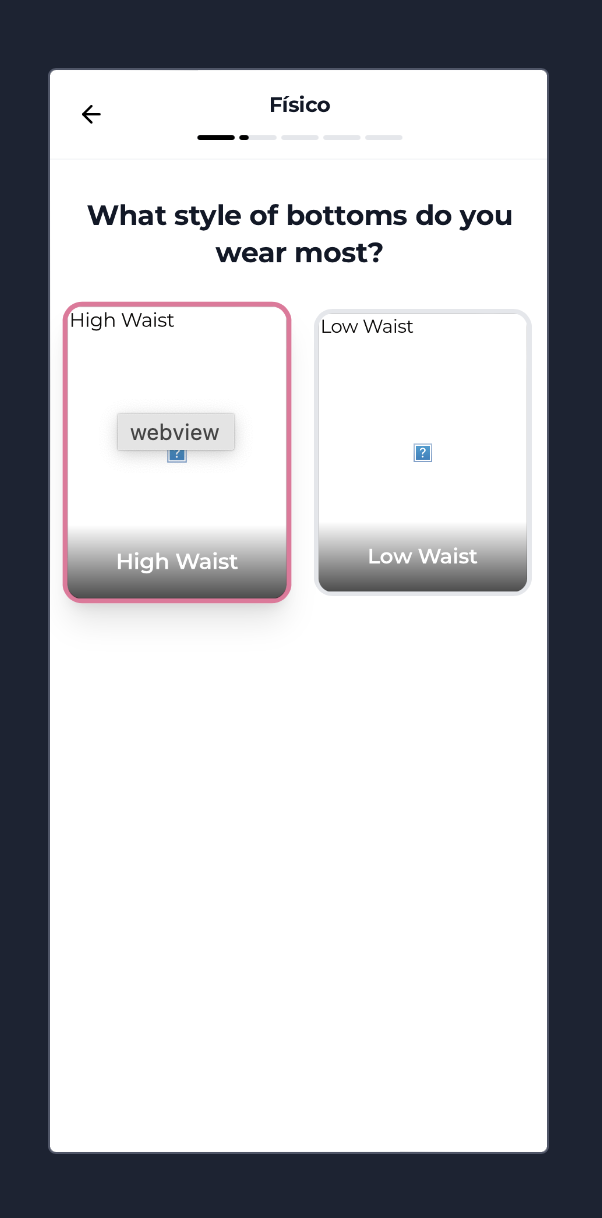 Físico
What style of bottoms do you
wear most?
High Waist
Low Waist
webview
?
?
High Waist
Low Waist